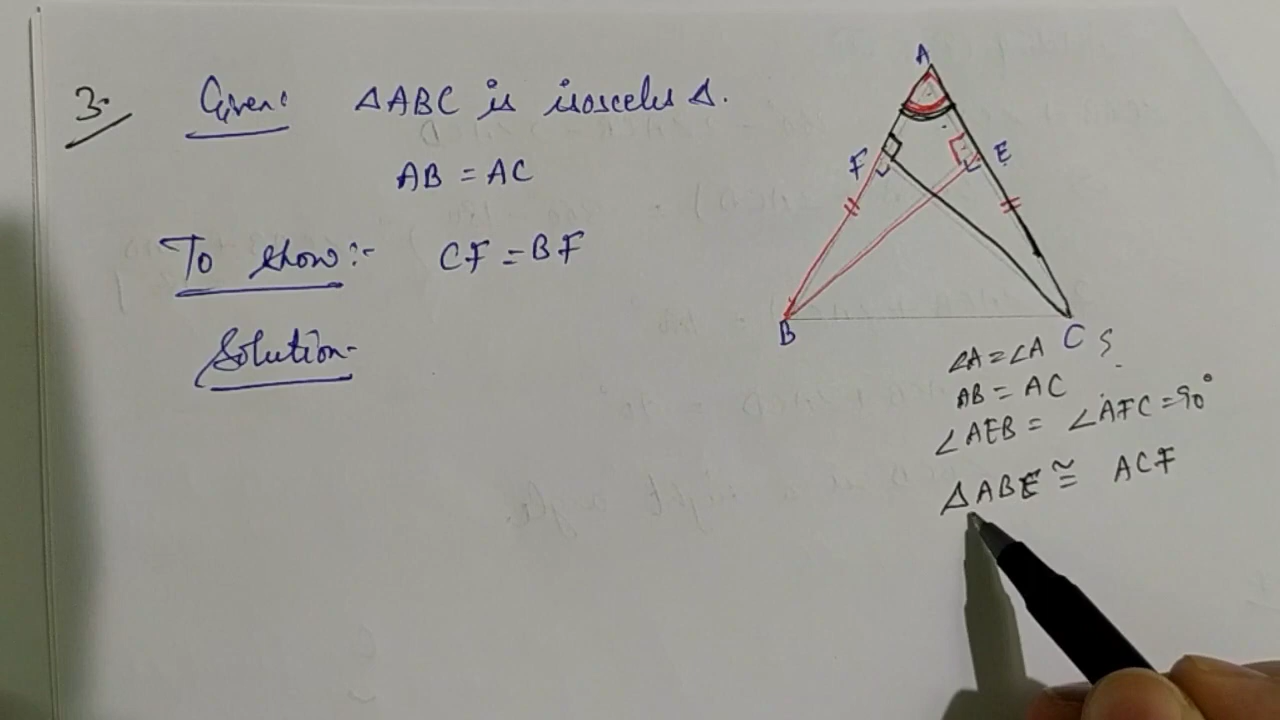 3. Given: ΔABC is isosceles Δ.
AB = AC
To show:- CF = BF
Solution-
A
F
E
B
C
∠A = ∠A
AB = AC
∠AEB = ∠AFC = 90°
ΔABE ≅ ACF